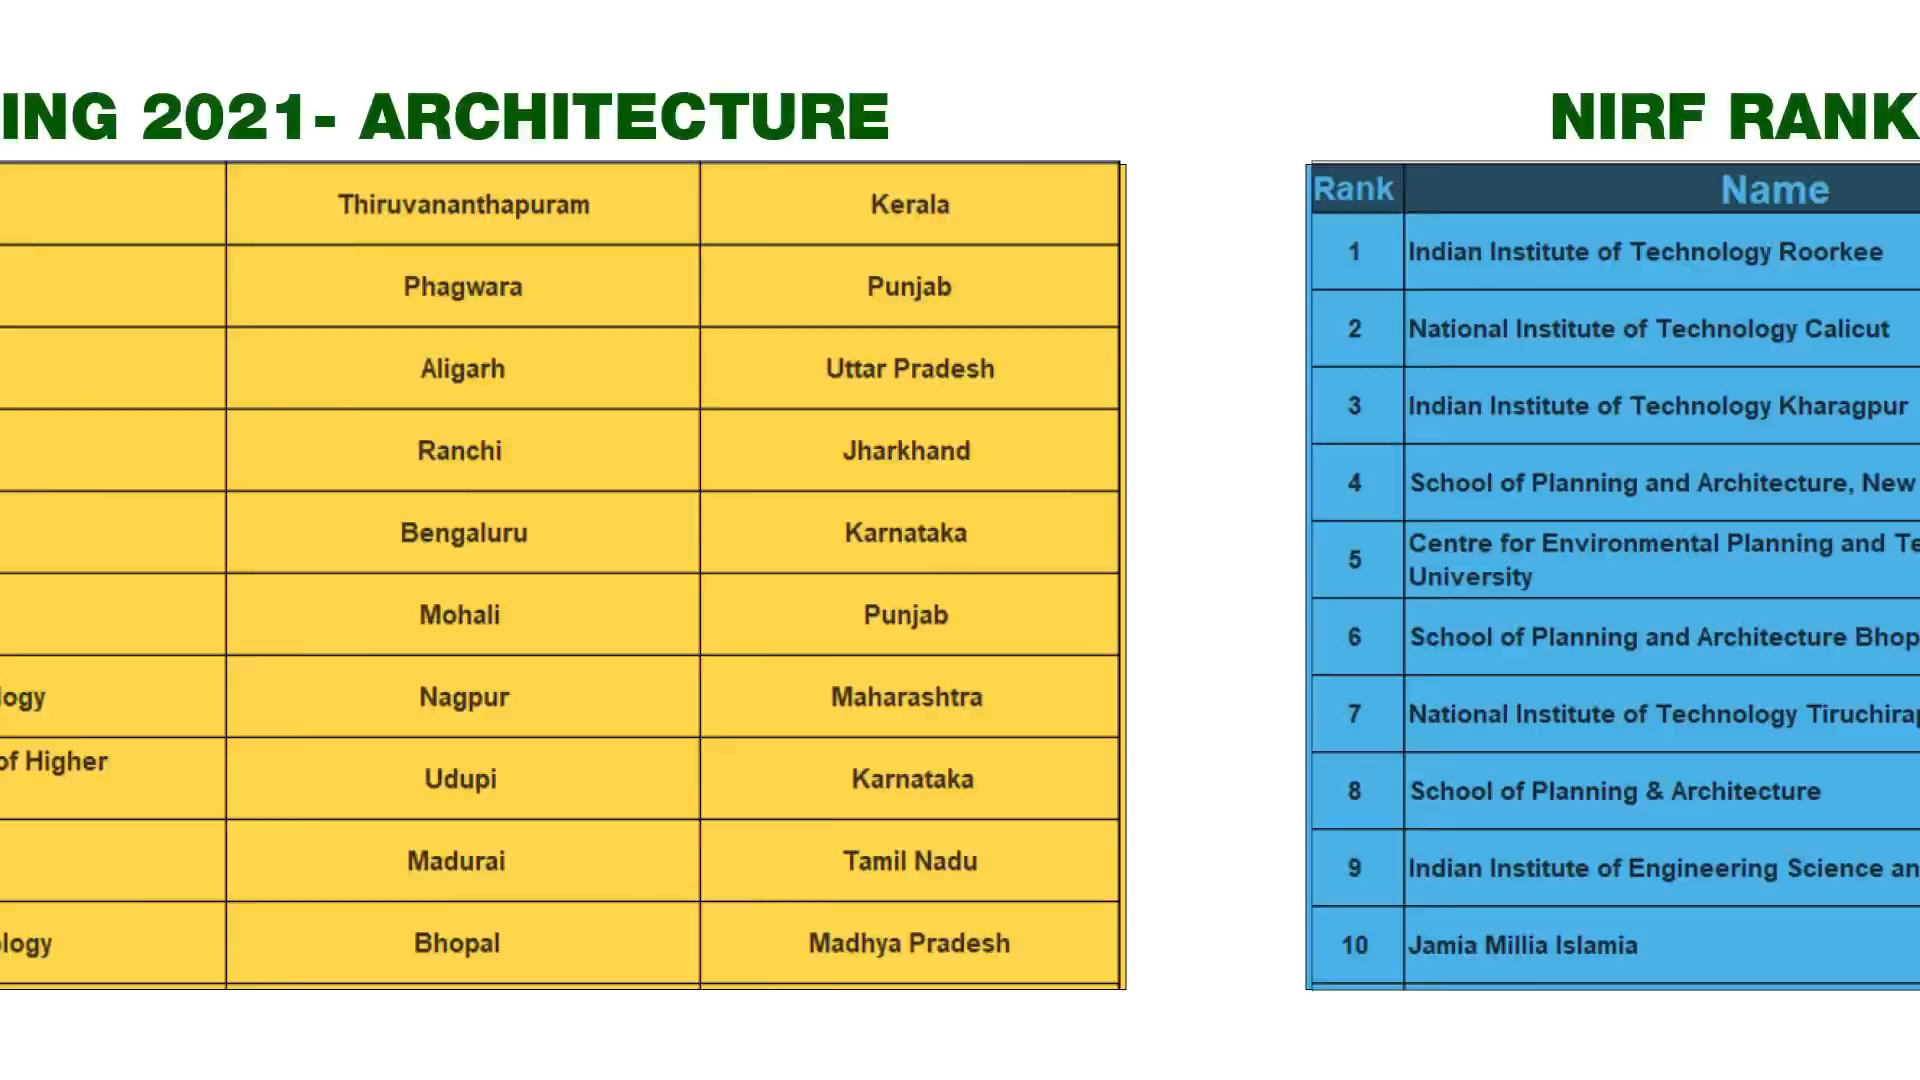 ING 2021- ARCHITECTURE
Thiruvananthapuram Kerala
Phagwara Punjab
Aligarh Uttar Pradesh
Ranchi Jharkhand
Bengaluru Karnataka
Mohali Punjab
logy Nagpur Maharashtra
of Higher
Udupi Karnataka
Madurai Tamil Nadu
logy Bhopal Madhya Pradesh
NIRF RANK
Rank Name
1 Indian Institute of Technology Roorkee
2 National Institute of Technology Calicut
3 Indian Institute of Technology Kharagpur
4 School of Planning and Architecture, New
5 Centre for Environmental Planning and Te
University
6 School of Planning and Architecture Bhop
7 National Institute of Technology Tiruchirap
8 School of Planning & Architecture
9 Indian Institute of Engineering Science an
10 Jamia Millia Islamia